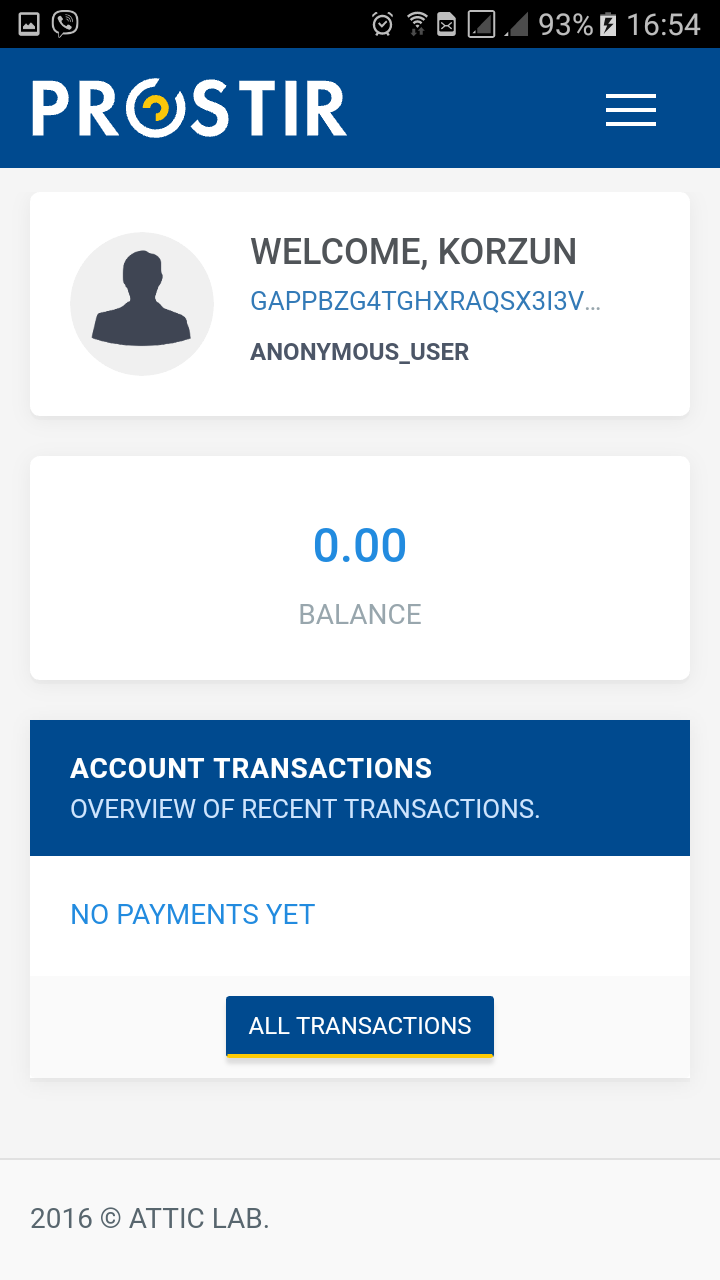 93% 16:54
PROSTIR
WELCOME, KORZUN
GAPPBZG4TGHXRAQSX3I3V...
ANONYMOUS_USER
0.00
BALANCE
ACCOUNT TRANSACTIONS
OVERVIEW OF RECENT TRANSACTIONS.
NO PAYMENTS YET
ALL TRANSACTIONS
2016 © ATTIC LAB.